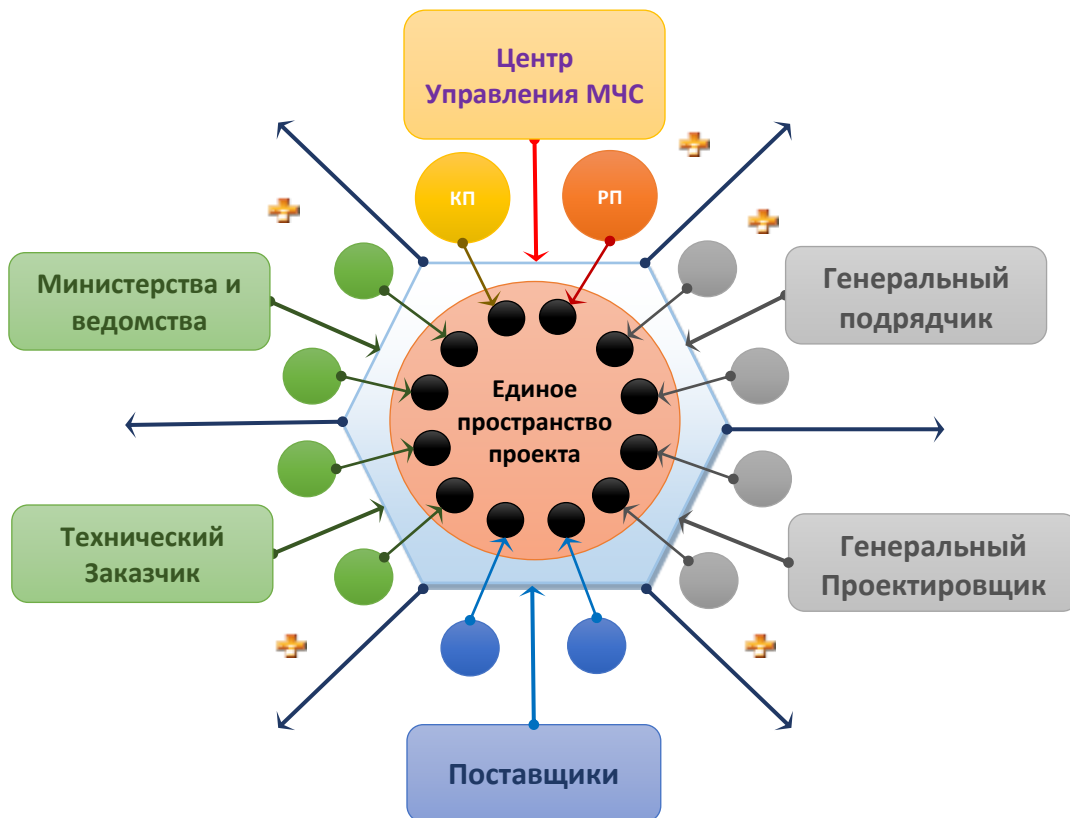 Центр
Управления МЧС
КП
РП
Министерства и
ведомства
Генеральный
подрядчик
Единое
пространство
проекта
Технический
Заказчик
Генеральный
Проектировщик
Поставщики